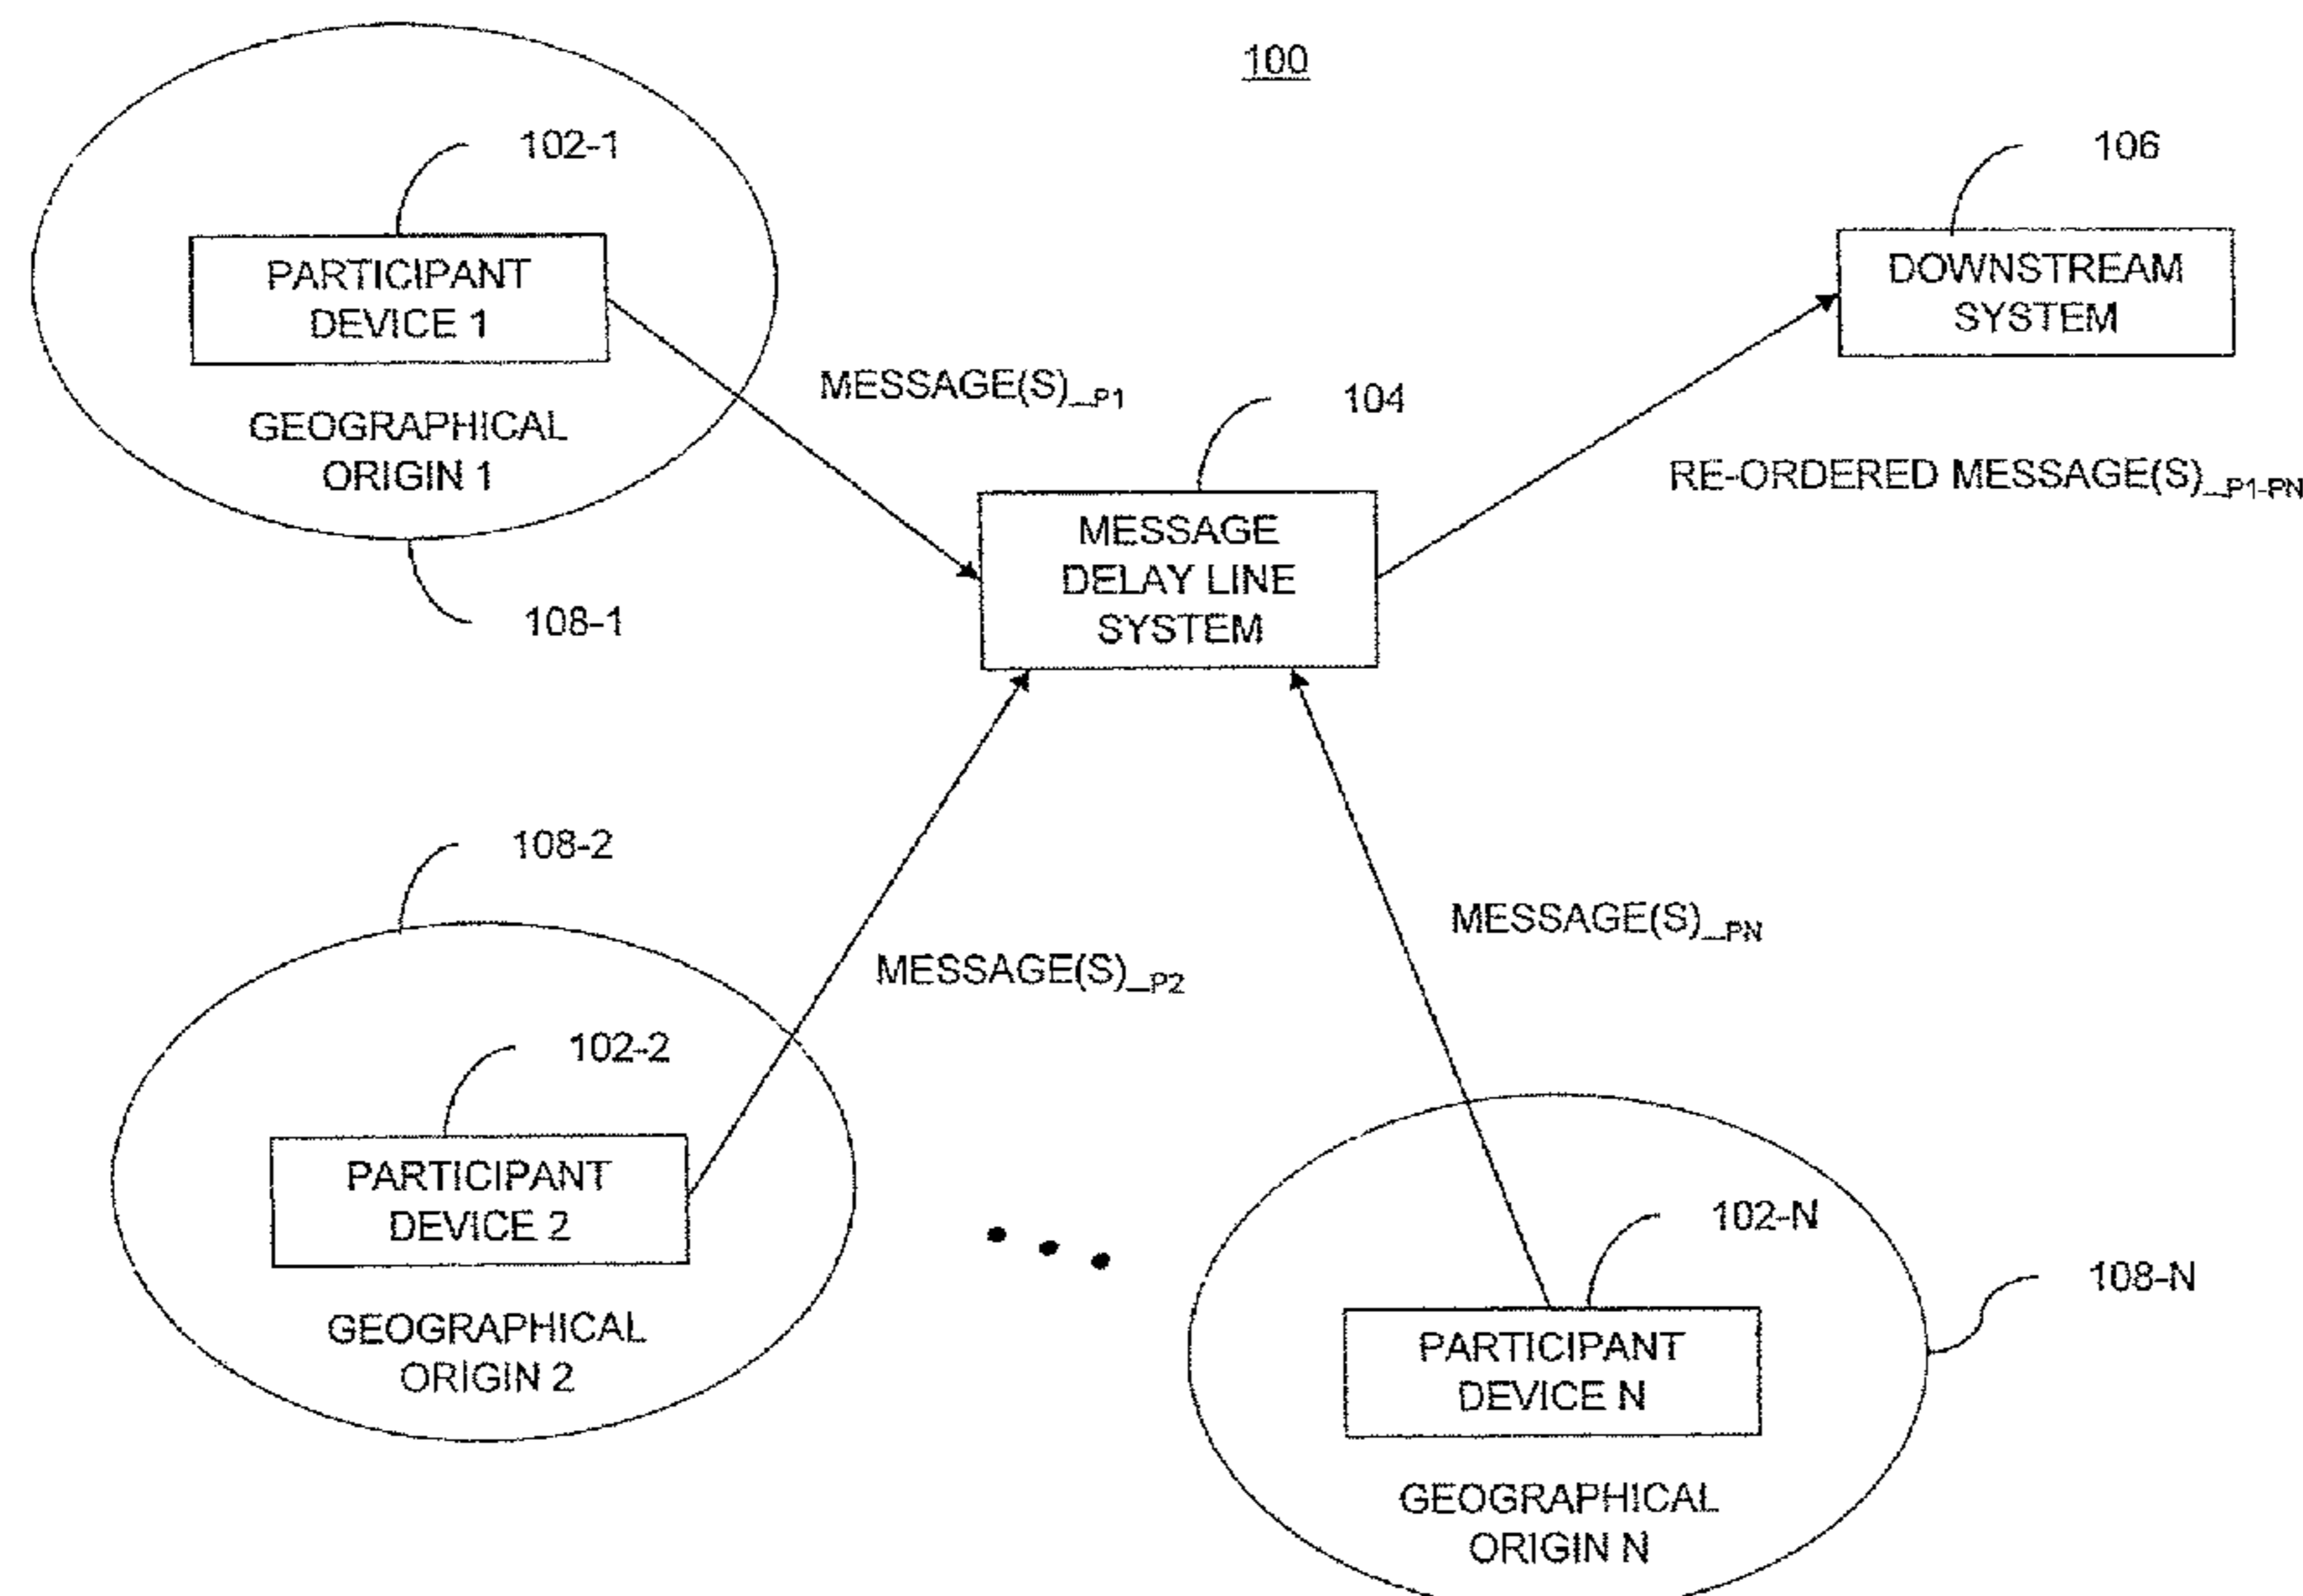 100
102-1
PARTICIPANT
DEVICE 1
GEOGRAPHICAL
ORIGIN 1
108-1
MESSAGE(S)_P1
104
MESSAGE
DELAY LINE
SYSTEM
106
DOWNSTREAM
SYSTEM
RE-ORDERED MESSAGE(S)_P1-PN
108-2
102-2
PARTICIPANT
DEVICE 2
GEOGRAPHICAL
ORIGIN 2
MESSAGE(S)_P2
MESSAGE(S)_PN
102-N
PARTICIPANT
DEVICE N
GEOGRAPHICAL
ORIGIN N
108-N